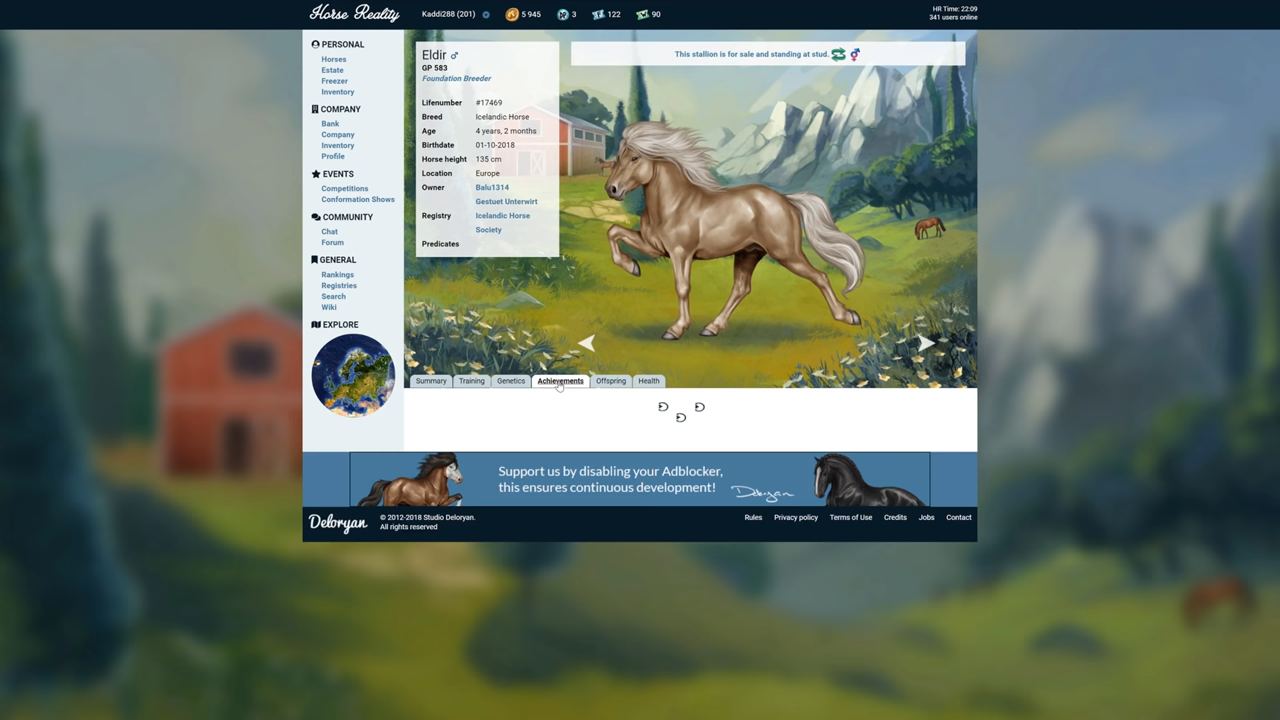 Horse Reality
Kaddi288 (201)
5 945
3
122
90
HR Time: 22:09
341 users online
PERSONAL
Horses
Estate
Freezer
Inventory
COMPANY
Bank
Company
Inventory
Profile
EVENTS
Competitions
Conformation Shows
COMMUNITY
Chat
Forum
GENERAL
Rankings
Registries
Search
Wiki
EXPLORE
Eldir
GP 583
Foundation Breeder
Lifenumber #17469
Breed Icelandic Horse
Age 4 years, 2 months
Birthdate 01-10-2018
Horse height 135 cm
Location Europe
Owner Balu1314
Gestuet Unterwirt
Registry Icelandic Horse
Society
Predicates
This stallion is for sale and standing at stud.
Summary Training Genetics Achievements Offspring Health
Support us by disabling your Adblocker,
this ensures continuous development!
Deloryan
Deloryan
© 2012-2018 Studio Deloryan.
All rights reserved
Rules Privacy policy Terms of Use Credits Jobs Contact